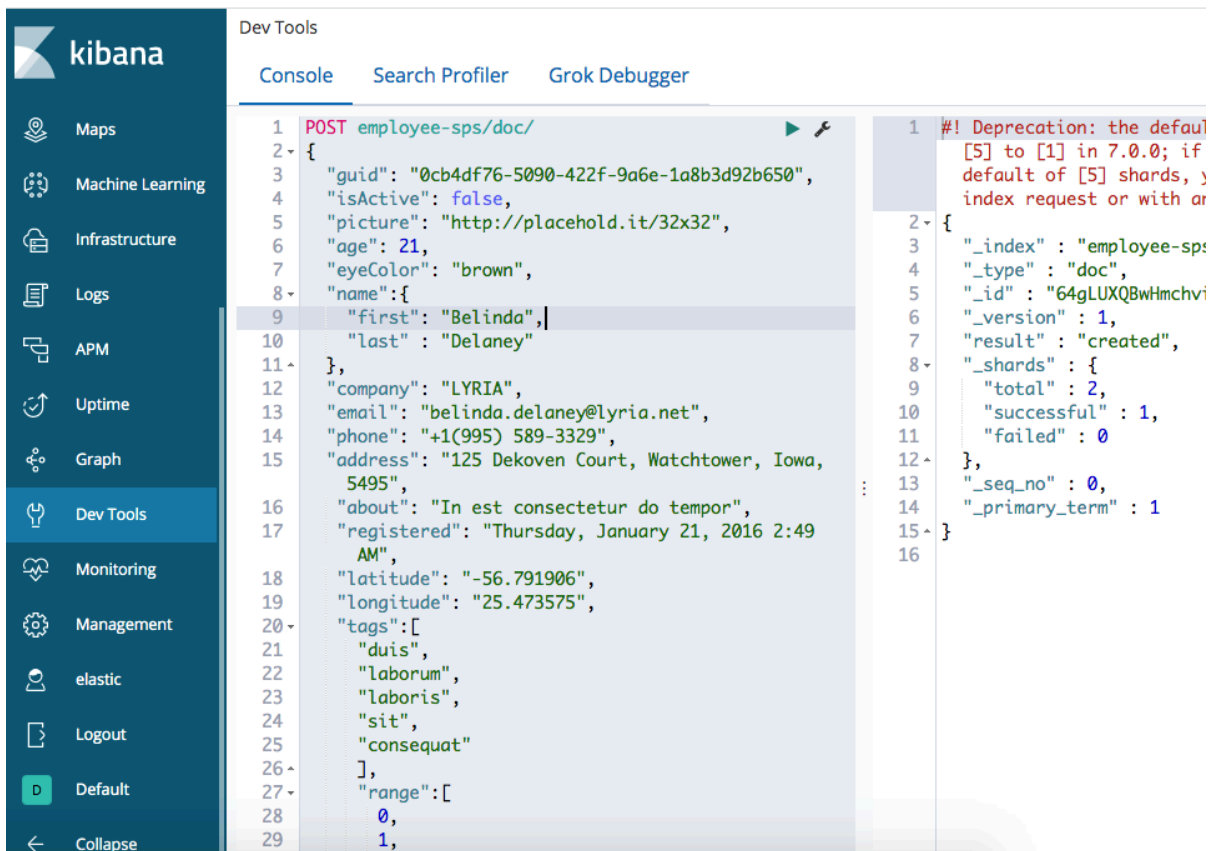 kibana
Maps
Machine Learning
Infrastructure
Logs
APM
Uptime
Graph
Dev Tools
Monitoring
Management
elastic
Logout
D Default
Collapse
Dev Tools
Console Search Profiler Grok Debugger
1 POST employee-sps/doc/
2 {
3 "guid": "0cb4df76-5090-422f-9a6e-1a8b3d92b650",
4 "isActive": false,
5 "picture": "http://placehold.it/32x32",
6 "age": 21,
7 "eyeColor": "brown",
8 "name":{
9 "first": "Belinda",
10 "last" : "Delaney"
11 },
12 "company": "LYRIA",
13 "email": "belinda.delaney@lyria.net",
14 "phone": "+1(995) 589-3329",
15 "address": "125 Dekoven Court, Watchtower, Iowa,
5495",
16 "about": "In est consectetur do tempor",
17 "registered": "Thursday, January 21, 2016 2:49
AM",
18 "latitude": "-56.791906",
19 "longitude": "25.473575",
20 "tags":[
21 "duis",
22 "laborum",
23 "laboris",
24 "sit",
25 "consequat"
26 ],
27 "range":[
28 0,
29 1,
1 #! Deprecation: the defaul
[5] to [1] in 7.0.0; if
default of [5] shards, y
index request or with an
2 {
3 "_index" : "employee-sps
4 "_type" : "doc",
5 "_id" : "64gLUXQBwHmchvi
6 "_version" : 1,
7 "result" : "created",
8 "_shards" : {
9 "total" : 2,
10 "successful" : 1,
11 "failed" : 0
12 },
13 "_seq_no" : 0,
14 "_primary_term" : 1
15 }
16